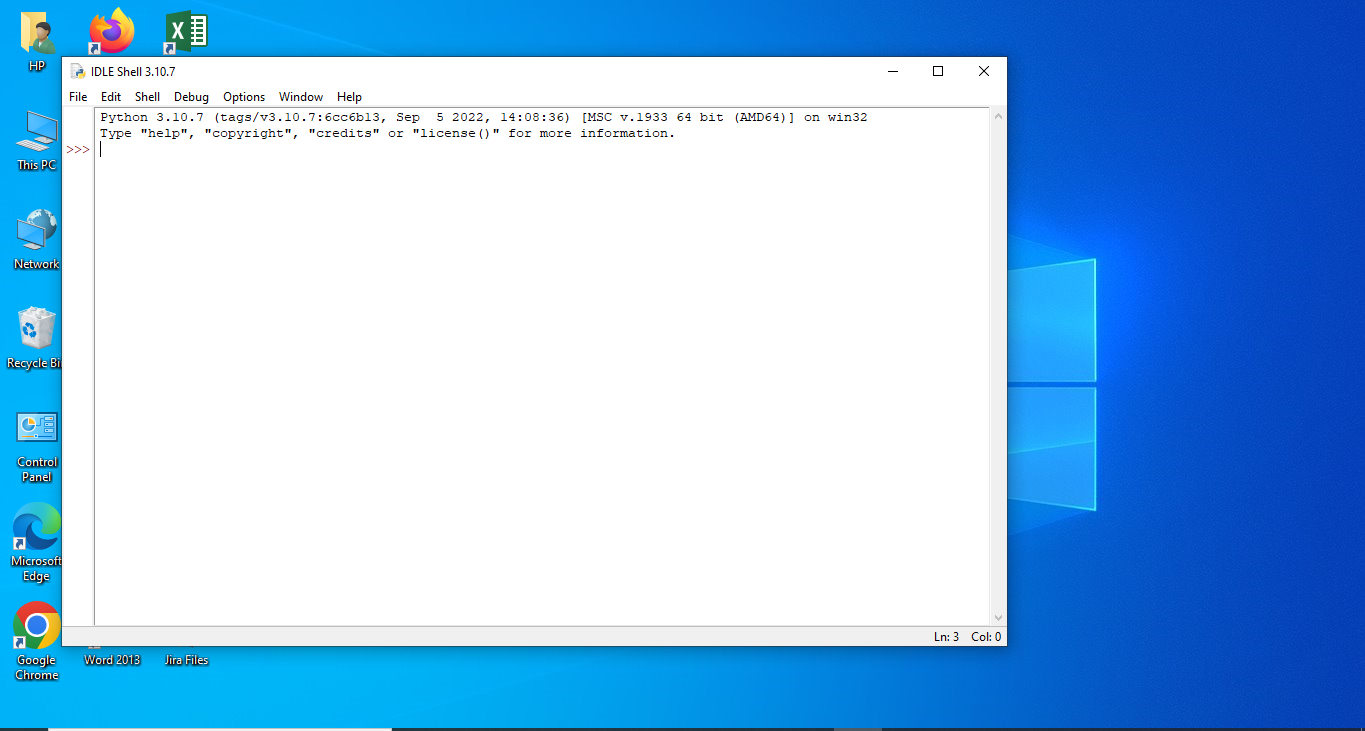 HP
IDLE Shell 3.10.7
File Edit Shell Debug Options Window Help
Python 3.10.7 (tags/v3.10.7:6cc6b13, Sep  5 2022, 14:08:36) [MSC v.1933 64 bit (AMD64)] on win32
Type "help", "copyright", "credits" or "license()" for more information.
>>>
This PC
Network
Recycle Bi
Control
Panel
Microsoft
Edge
Ln: 3 Col: 0
Google
Chrome
Word 2013
Jira Files